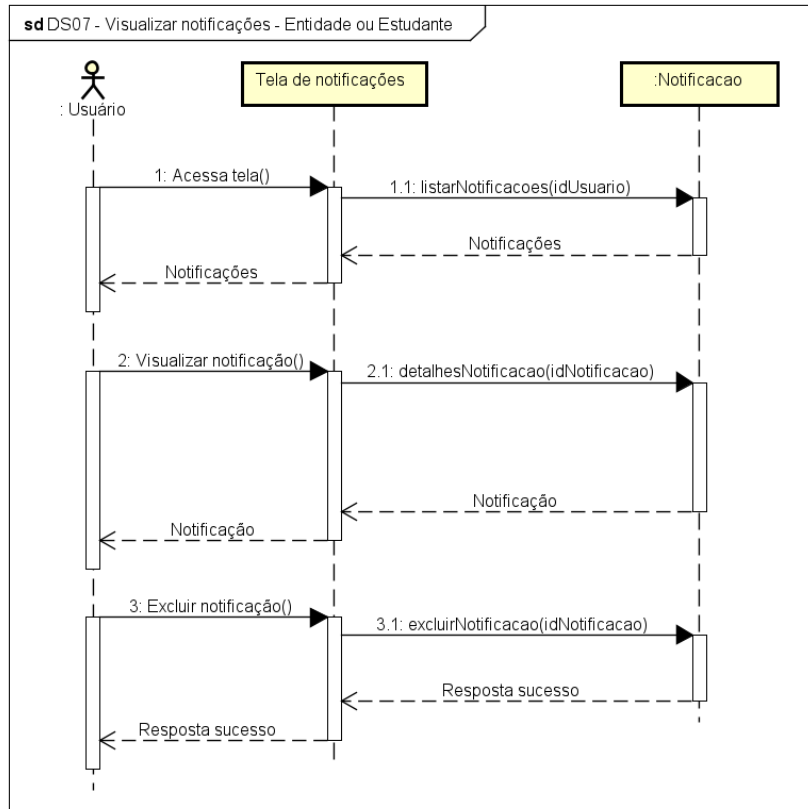 sd DS07 - Visualizar notificações - Entidade ou Estudante
: Usuário
Tela de notificações
:Notificacao
1: Acessa tela()
1.1: listarNotificacoes(idUsuario)
Notificações
Notificações
2: Visualizar notificação()
2.1: detalhesNotificacao(idNotificacao)
Notificação
Notificação
3: Excluir notificação()
3.1: excluirNotificacao(idNotificacao)
Resposta sucesso
Resposta sucesso